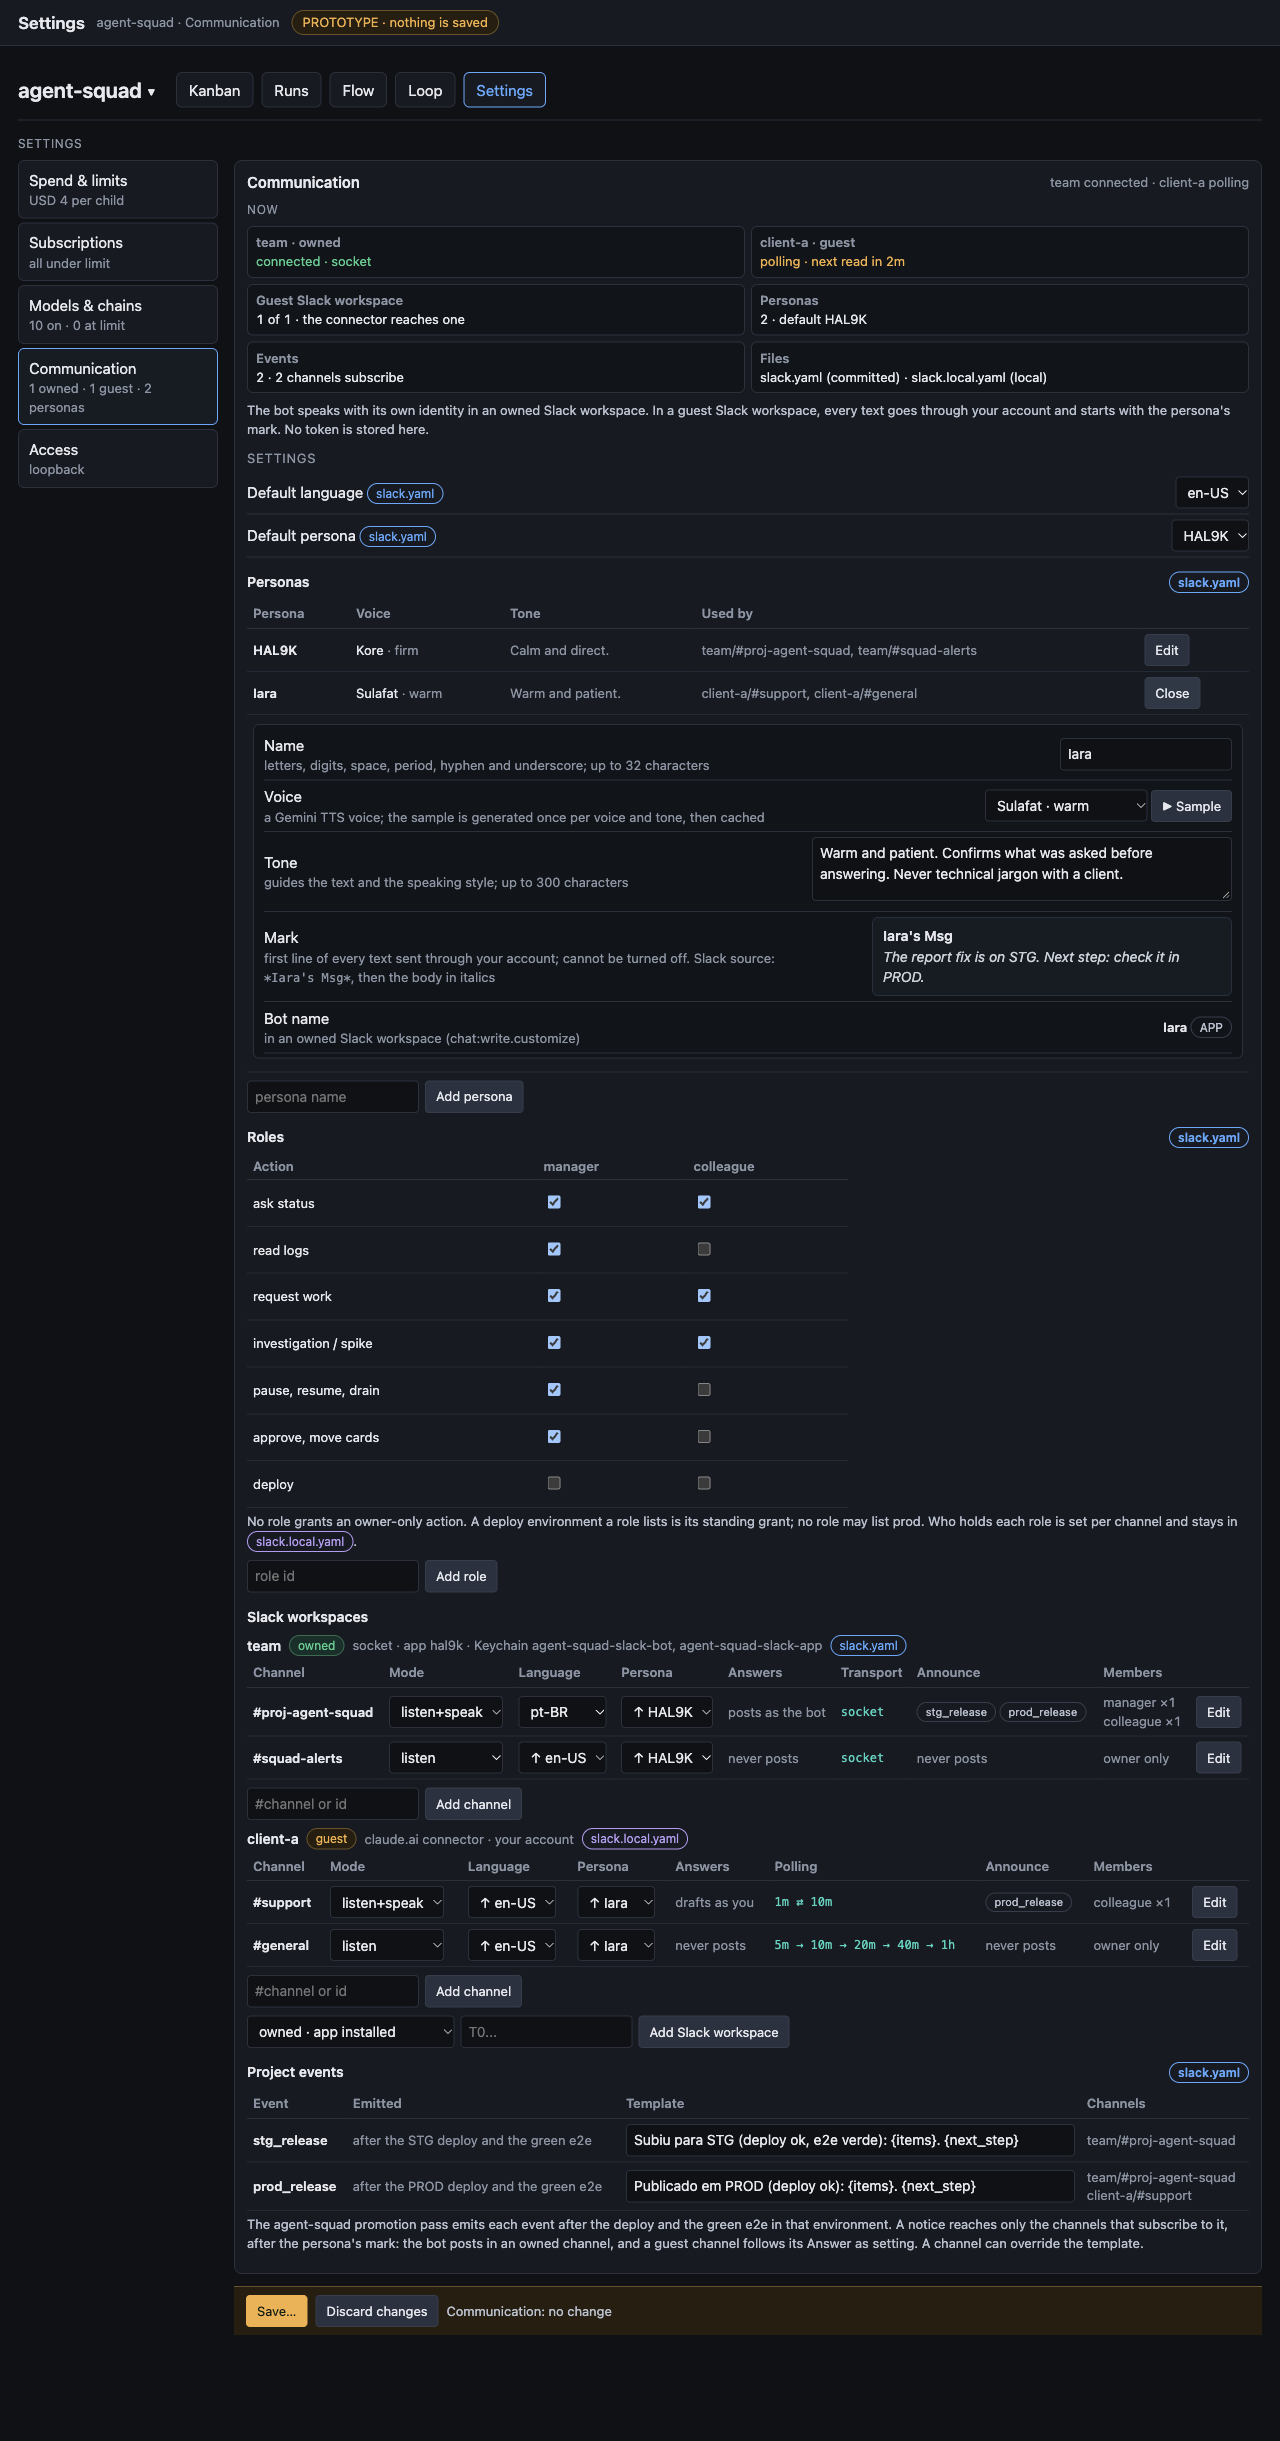 Settings agent-squad · Communication PROTOTYPE · nothing is saved
agent-squad ▾ Kanban Runs Flow Loop Settings
SETTINGS
Spend & limits
USD 4 per child
Subscriptions
all under limit
Models & chains
10 on · 0 at limit
Communication
1 owned · 1 guest · 2
personas
Access
loopback
Communication team connected · client-a polling
NOW
team · owned
connected · socket
client-a · guest
polling · next read in 2m
Guest Slack workspace
1 of 1 · the connector reaches one
Personas
2 · default HAL9K
Events
2 · 2 channels subscribe
Files
slack.yaml (committed) · slack.local.yaml (local)
The bot speaks with its own identity in an owned Slack workspace. In a guest Slack workspace, every text goes through your account and starts with the persona's
mark. No token is stored here.
SETTINGS
Default language slack.yaml en-US
Default persona slack.yaml HAL9K
Personas slack.yaml
Persona Voice Tone Used by
HAL9K Kore · firm Calm and direct. team/#proj-agent-squad, team/#squad-alerts Edit
Iara Sulafat · warm Warm and patient. client-a/#support, client-a/#general Close
Name
letters, digits, space, period, hyphen and underscore; up to 32 characters
Iara
Voice
a Gemini TTS voice; the sample is generated once per voice and tone, then cached
Sulafat · warm ▶ Sample
Tone
guides the text and the speaking style; up to 300 characters
Warm and patient. Confirms what was asked before
answering. Never technical jargon with a client.
Mark
first line of every text sent through your account; cannot be turned off. Slack source:
*Iara's Msg*, then the body in italics
Iara's Msg
The report fix is on STG. Next step: check it in
PROD.
Bot name
in an owned Slack workspace (chat:write.customize)
Iara APP
persona name Add persona
Roles slack.yaml
Action manager colleague
ask status
read logs
request work
investigation / spike
pause, resume, drain
approve, move cards
deploy
No role grants an owner-only action. A deploy environment a role lists is its standing grant; no role may list prod. Who holds each role is set per channel and stays in
slack.local.yaml.
role id Add role
Slack workspaces
team owned socket · app hal9k · Keychain agent-squad-slack-bot, agent-squad-slack-app slack.yaml
Channel Mode Language Persona Answers Transport Announce Members
#proj-agent-squad listen+speak pt-BR ↑ HAL9K posts as the bot socket stg_release prod_release manager ×1
colleague ×1 Edit
#squad-alerts listen ↑ en-US ↑ HAL9K never posts socket never posts owner only Edit
#channel or id Add channel
client-a guest claude.ai connector · your account slack.local.yaml
Channel Mode Language Persona Answers Polling Announce Members
#support listen+speak ↑ en-US ↑ Iara drafts as you 1m ⇄ 10m prod_release colleague ×1 Edit
#general listen ↑ en-US ↑ Iara never posts 5m → 10m → 20m → 40m → 1h never posts owner only Edit
#channel or id Add channel
owned · app installed T0... Add Slack workspace
Project events slack.yaml
Event Emitted Template Channels
stg_release after the STG deploy and the green e2e Subiu para STG (deploy ok, e2e verde): {items}. {next_step} team/#proj-agent-squad
prod_release after the PROD deploy and the green e2e Publicado em PROD (deploy ok): {items}. {next_step} team/#proj-agent-squad
client-a/#support
The agent-squad promotion pass emits each event after the deploy and the green e2e in that environment. A notice reaches only the channels that subscribe to it,
after the persona's mark: the bot posts in an owned channel, and a guest channel follows its Answer as setting. A channel can override the template.
Save... Discard changes Communication: no change